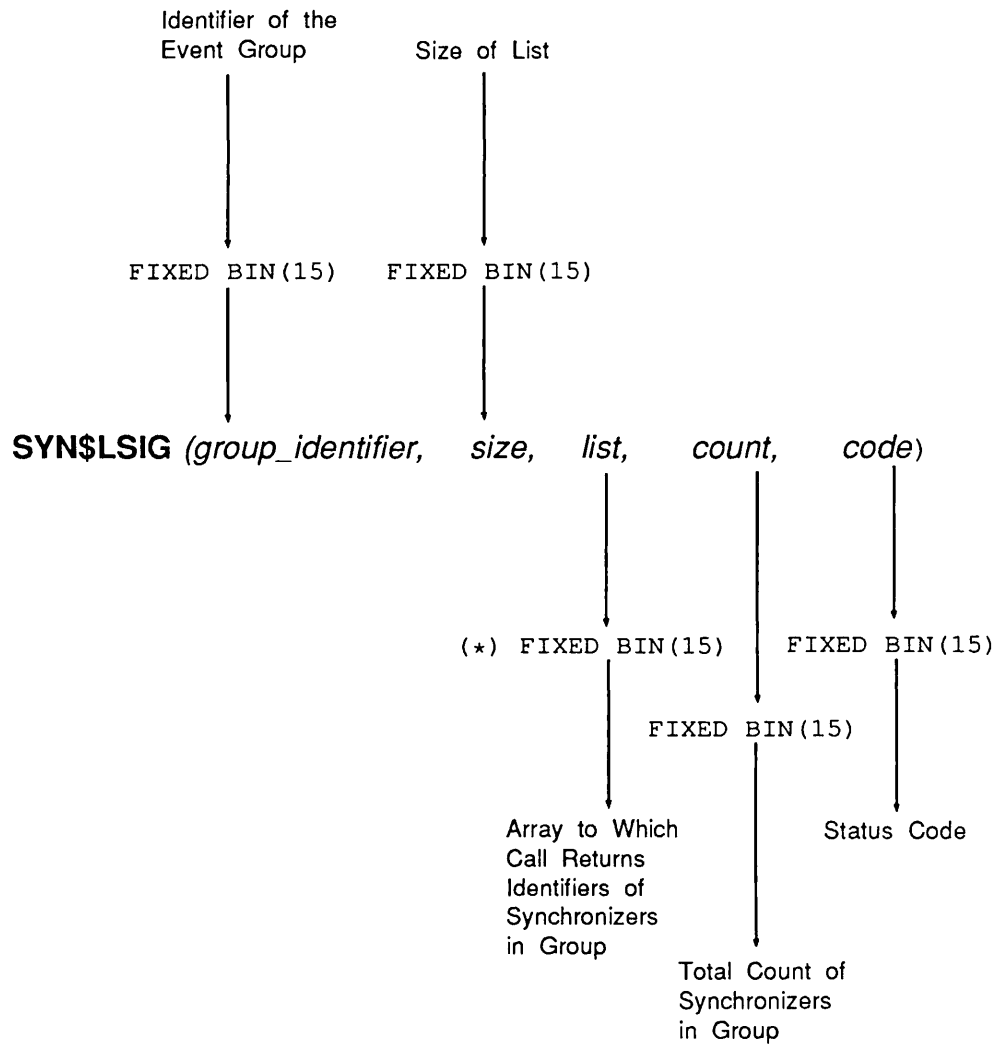 Identifier of the
Event Group
Size of List
FIXED BIN(15)
FIXED BIN(15)
SYN$LSIG (group_identifier, size, list, count, code)
(*) FIXED BIN(15)
FIXED BIN(15)
FIXED BIN(15)
Array to Which
Call Returns
Identifiers of
Synchronizers
in Group
Status Code
Total Count of
Synchronizers
in Group